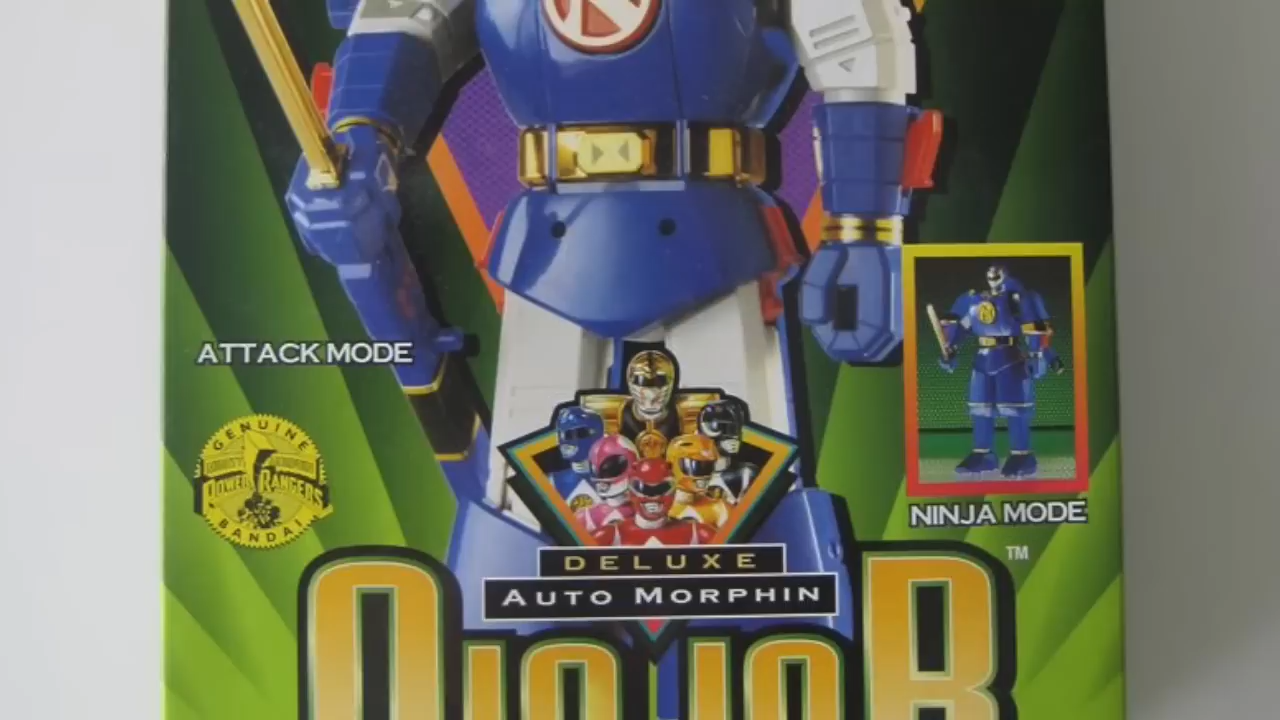 ATTACK MODE
GENUINE
POWER RANGERS
BANDAI
NINJA MODE
DELUXE
AUTO MORPHIN
TM